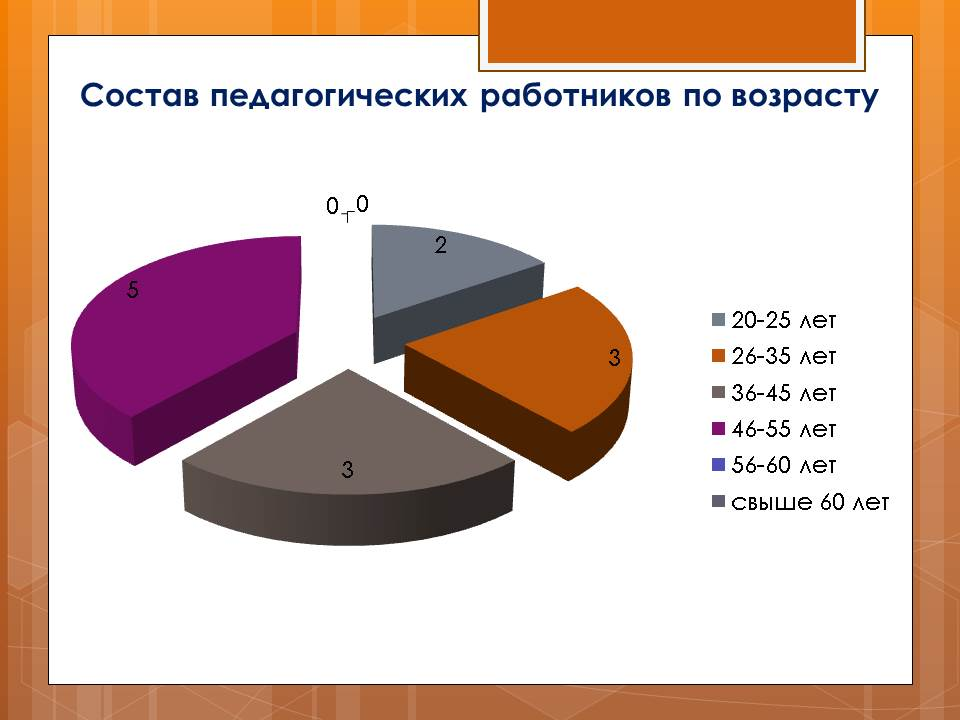 Состав педагогических работников по возрасту
0 0
2
5
3
3
20-25 лет
26-35 лет
36-45 лет
46-55 лет
56-60 лет
свыше 60 лет